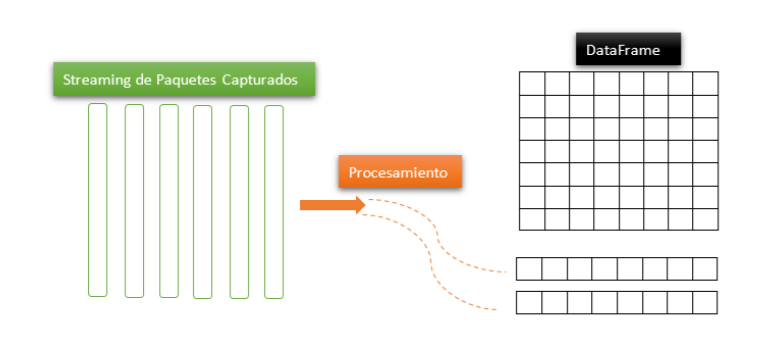 DataFrame
Streaming de Paquetes Capturados
Procesamiento